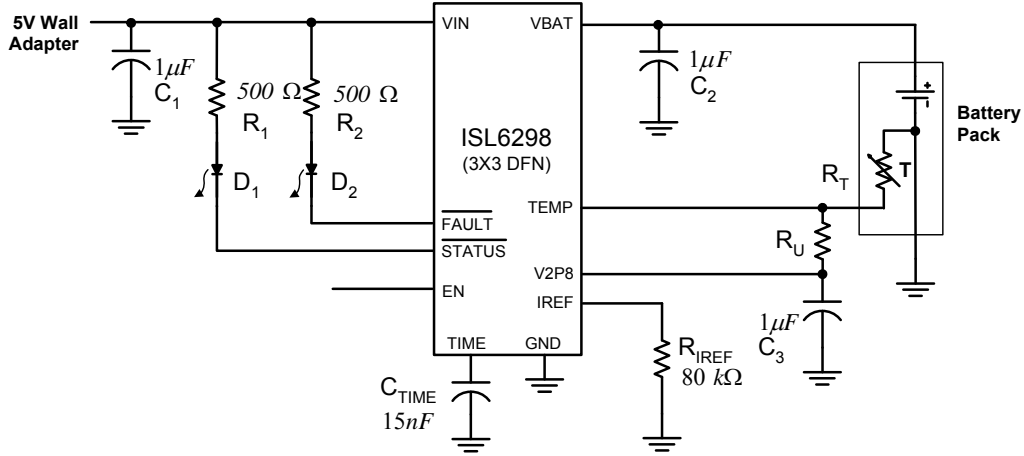 5V Wall
Adapter
VIN
VBAT
1μF
C1
500 Ω
R1
500 Ω
R2
1μF
C2
ISL6298
(3X3 DFN)
+
Battery
Pack
RT
T
D1
D2
TEMP
FAULT
STATUS
RU
V2P8
EN
IREF
1μF
C3
TIME
GND
RIREF
80 kΩ
CTIME
15nF